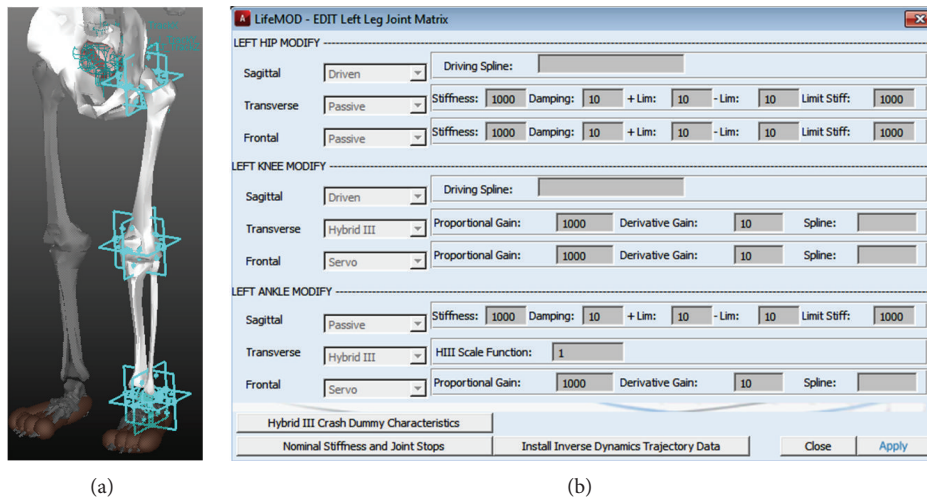 LifeMOD - EDIT Left Leg Joint Matrix
LEFT HIP MODIFY
Sagittal Driven Driving Spline:
Transverse Passive Stiffness: 1000 Damping: 10 + Lim: 10 - Lim: 10 Limit Stiff: 1000
Frontal Passive Stiffness: 1000 Damping: 10 + Lim: 10 - Lim: 10 Limit Stiff: 1000
LEFT KNEE MODIFY
Sagittal Driven Driving Spline:
Transverse Hybrid III Proportional Gain: 1000 Derivative Gain: 10 Spline:
Frontal Servo Proportional Gain: 1000 Derivative Gain: 10 Spline:
LEFT ANKLE MODIFY
Sagittal Passive Stiffness: 1000 Damping: 10 + Lim: 10 - Lim: 10 Limit Stiff: 1000
Transverse Hybrid III HIII Scale Function: 1
Frontal Servo Proportional Gain: 1000 Derivative Gain: 10 Spline:
Hybrid III Crash Dummy Characteristics
Nominal Stiffness and Joint Stops Install Inverse Dynamics Trajectory Data Close Apply
(a) (b)